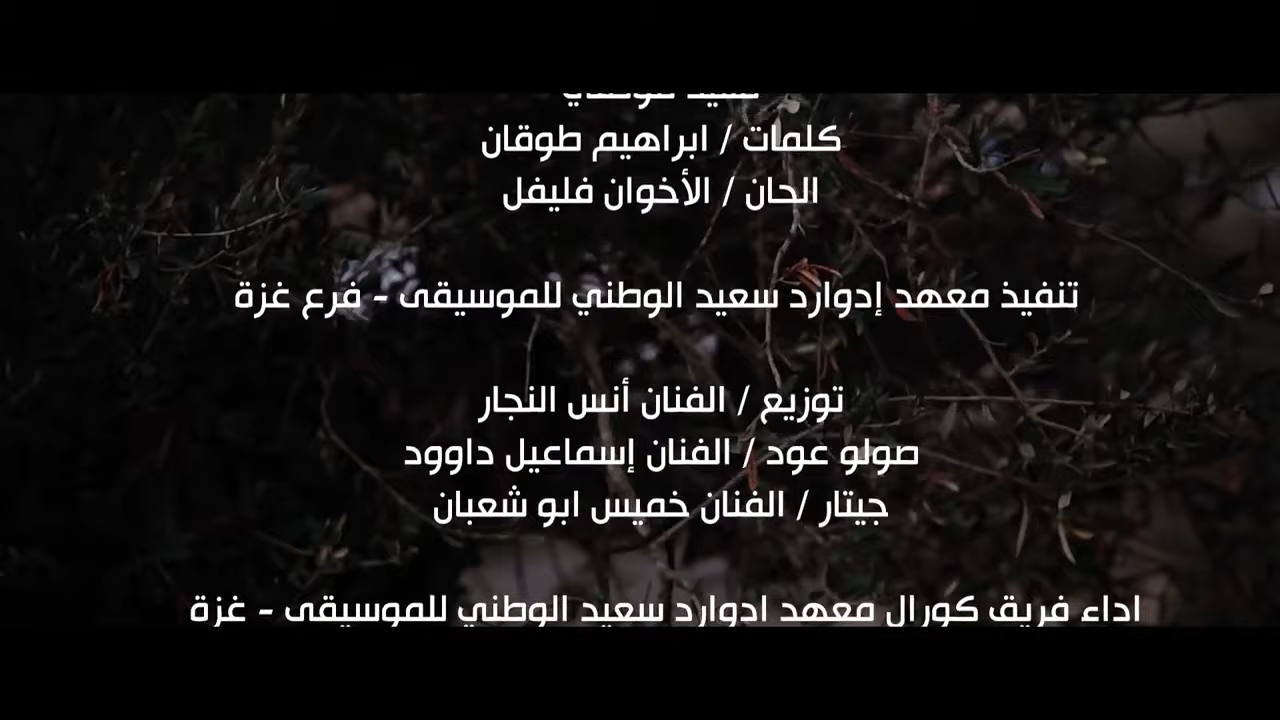 كلمات / ابراهيم طوقان
الحان / الأخوان فليفل
تنفيذ معهد إدوارد سعيد الوطني للموسيقى - فرع غزة
توزيع / الفنان أنس النجار
صولو عود / الفنان إسماعيل داوود
جيتار / الفنان خميس ابو شعبان
اداء فريق كورال معهد ادوارد سعيد الوطني للموسيقى - غزة